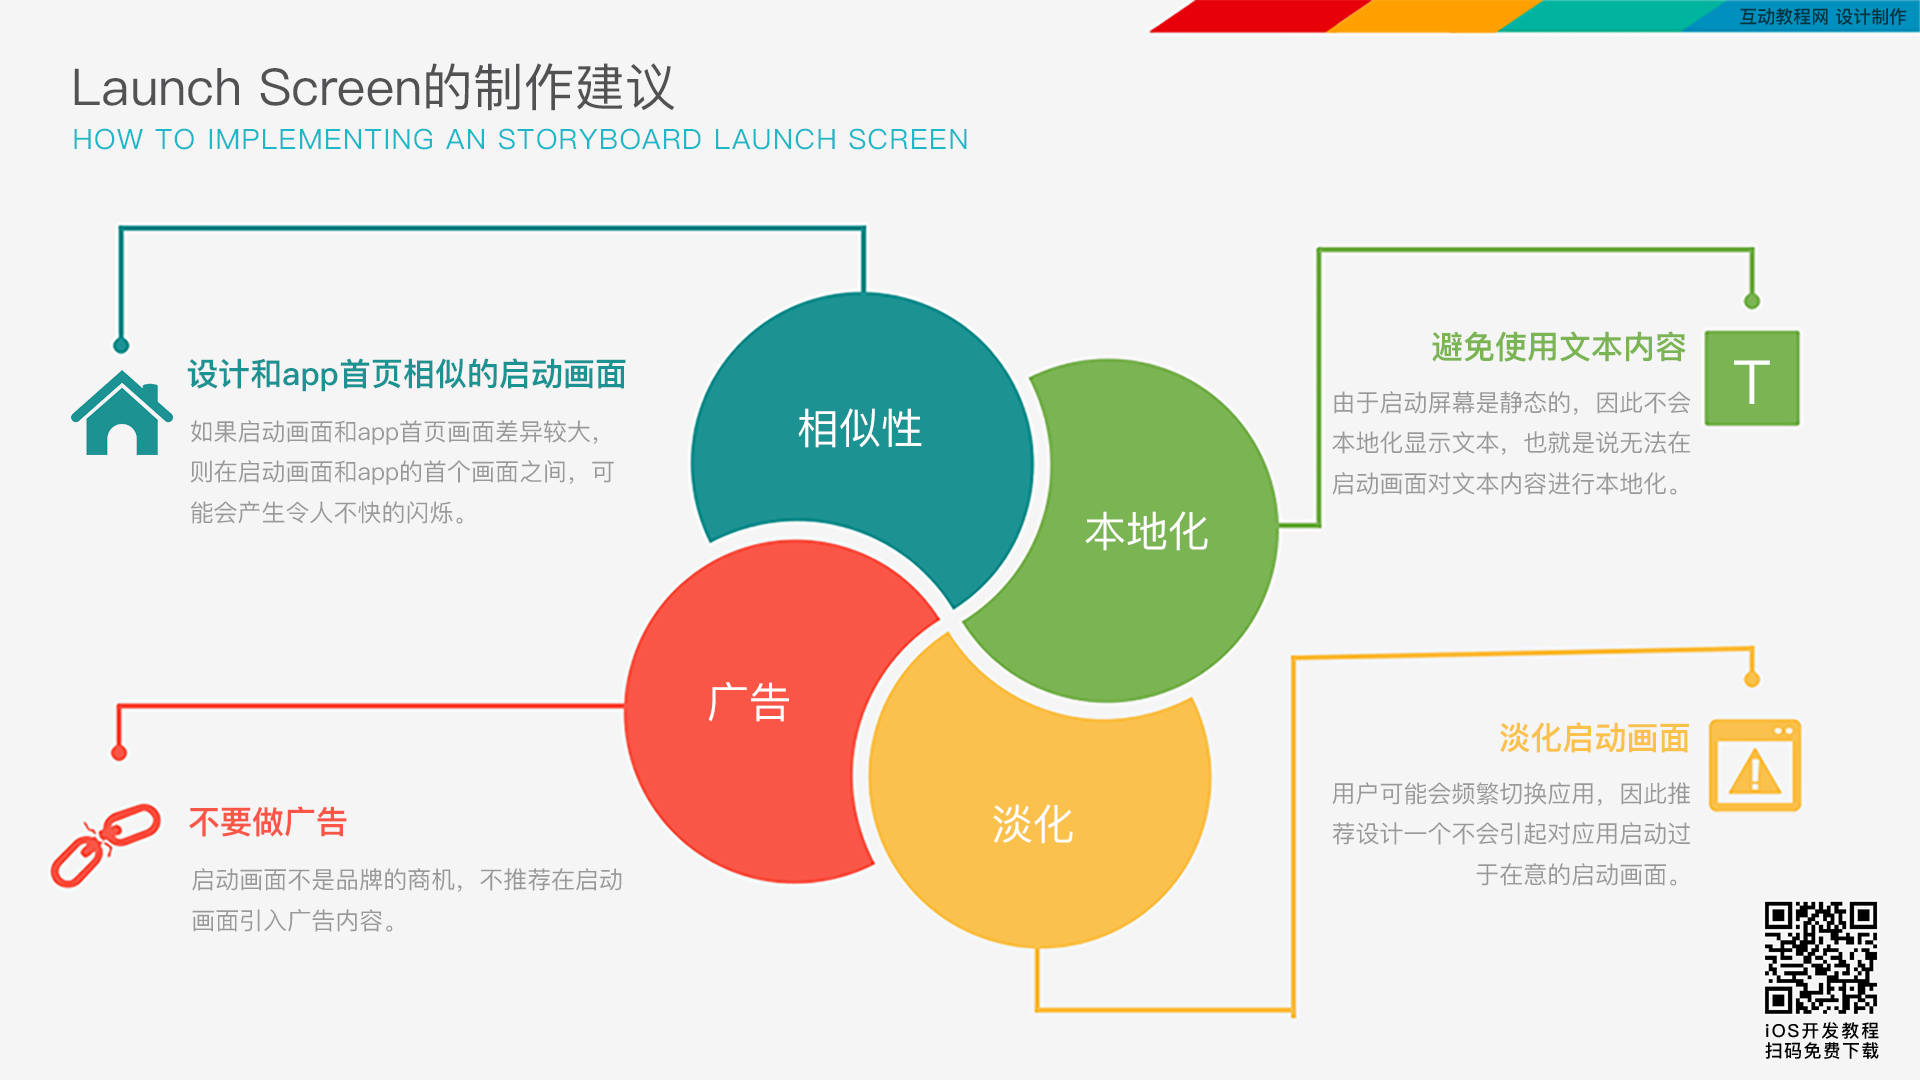 互动教程网 设计制作
Launch Screen的制作建议
HOW TO IMPLEMENTING AN STORYBOARD LAUNCH SCREEN
设计和app首页相似的启动画面
如果启动画面和app首页画面差异较大，
则在启动画面和app的首个画面之间，可
能会产生令人不快的闪烁。
相似性
本地化
广告
淡化
避免使用文本内容
T
由于启动屏幕是静态的，因此不会
本地化显示文本，也就是说无法在
启动画面对文本内容进行本地化。
不要做广告
启动画面不是品牌的商机，不推荐在启动
画面引入广告内容。
淡化启动画面
用户可能会频繁切换应用，因此推
荐设计一个不会引起对应用启动过
于在意的启动画面。
iOS开发教程
扫码免费下载